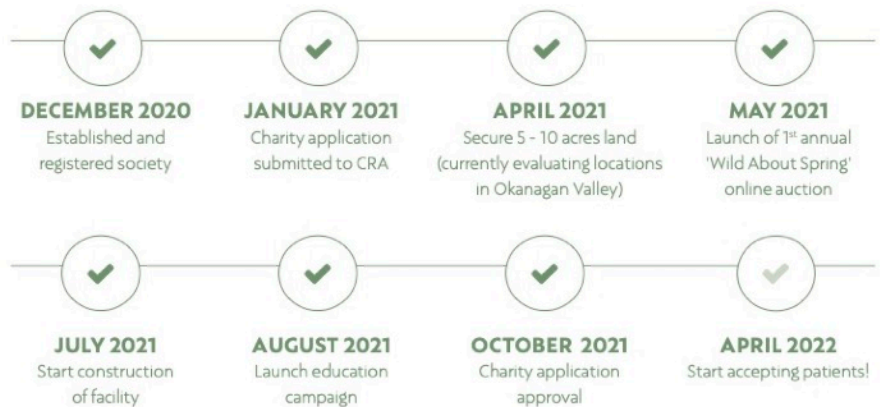 DECEMBER 2020
Established and
registered society
JANUARY 2021
Charity application
submitted to CRA
APRIL 2021
Secure 5 - 10 acres land
(currently evaluating locations
in Okanagan Valley)
MAY 2021
Launch of 1st annual
'Wild About Spring'
online auction
JULY 2021
Start construction
of facility
AUGUST 2021
Launch education
campaign
OCTOBER 2021
Charity application
approval
APRIL 2022
Start accepting patients!